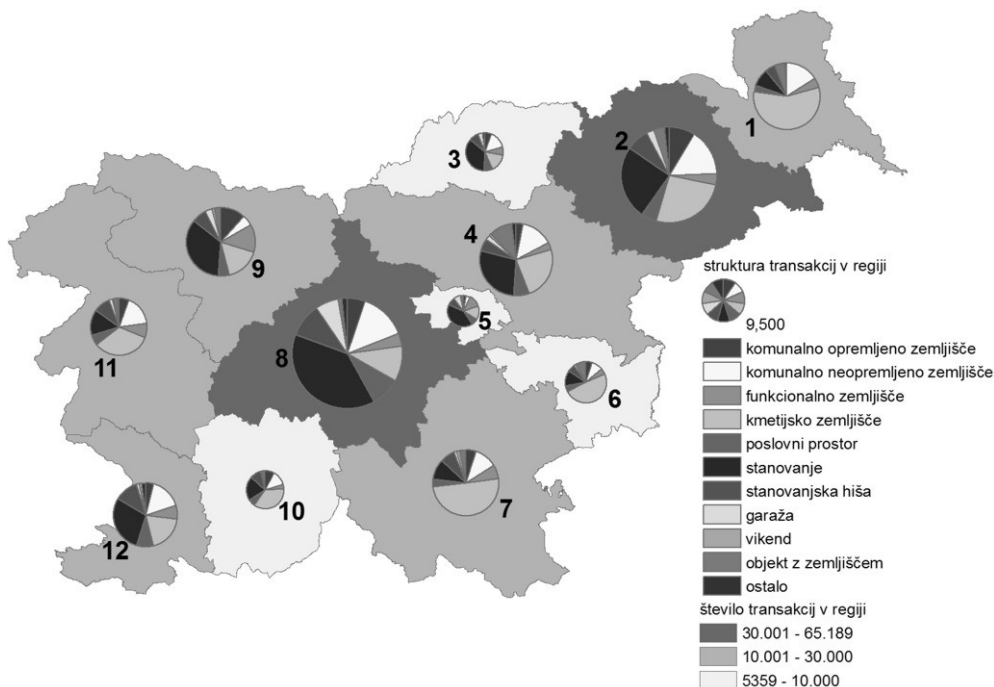 1
2
3
4
9
5
11
8
6
7
10
12
struktura transakcij v regiji
9,500
komunalno opremljeno zemljišče
komunalno neopremljeno zemljišče
funkcionalno zemljišče
kmetijsko zemljišče
poslovni prostor
stanovanje
stanovanjska hiša
garaža
vikend
objekt z zemljiščem
ostalo
število transakcij v regiji
30.001 - 65.189
10.001 - 30.000
5359 - 10.000